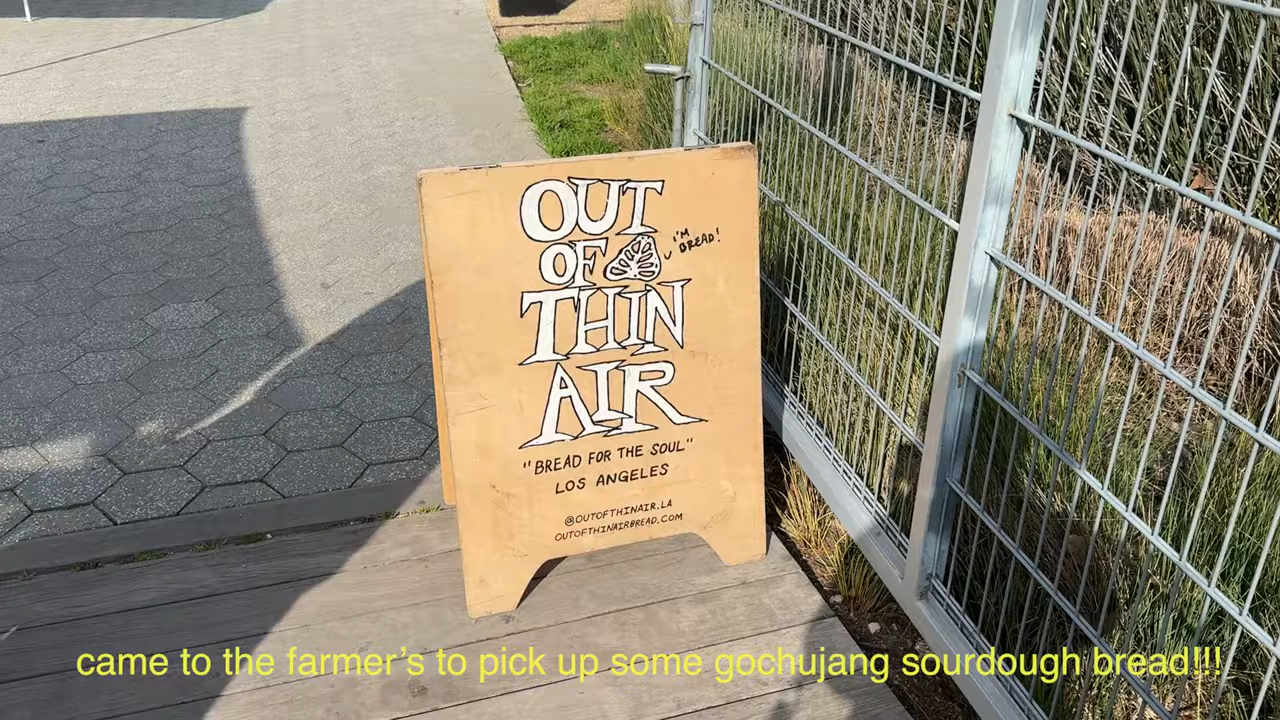 OUT
OF
I'M
BREAD!
THIN
AIR
"BREAD FOR THE SOUL"
LOS ANGELES
@OUTOFTHINAIR.LA
OUTOFTHINAIRBREAD.COM
came to the farmer's to pick up some gochujang sourdough bread!!!